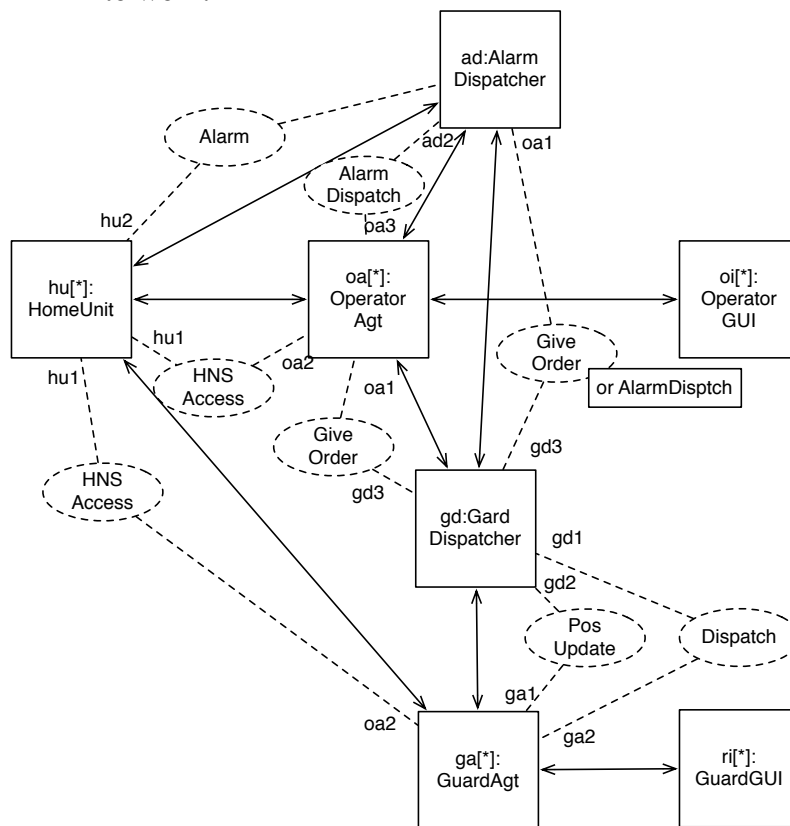 ad:Alarm
Dispatcher
Alarm
ad2
oa1
Alarm
Dispatch
hu2
oa3
hu[*]:
HomeUnit
oa[*]:
Operator
Agt
oi[*]:
Operator
GUI
hu1
hu1
oa2
HNS
Access
oa1
Give
Order
or AlarmDisptch
Give
Order
gd3
gd3
HNS
Access
gd:Gard
Dispatcher
gd1
gd2
Pos
Update
Dispatch
ga1
oa2
ga2
ga[*]:
GuardAgt
ri[*]:
GuardGUI